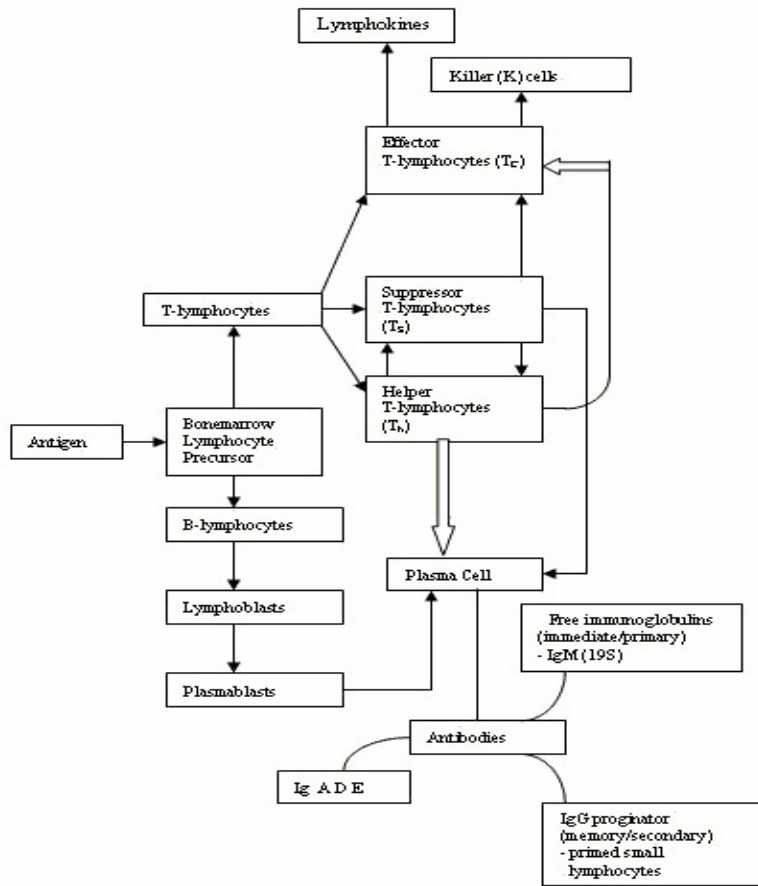 Lymphokines
Killer (K) cells
Effector
T-lymphocytes (Tc)
Suppressor
T-lymphocytes
(Ts)
T-lymphocytes
Helper
T-lymphocytes
(Th)
Bonemarrow
Lymphocyte
Precursor
Antigen
B-lymphocytes
Plasma Cell
Lymphoblasts
Free immunoglobulins
(immediate/primary)
- IgM (19S)
Plasmablasts
Antibodies
Ig A D E
IgG proginator
(memory/secondary)
- primed small
lymphocytes